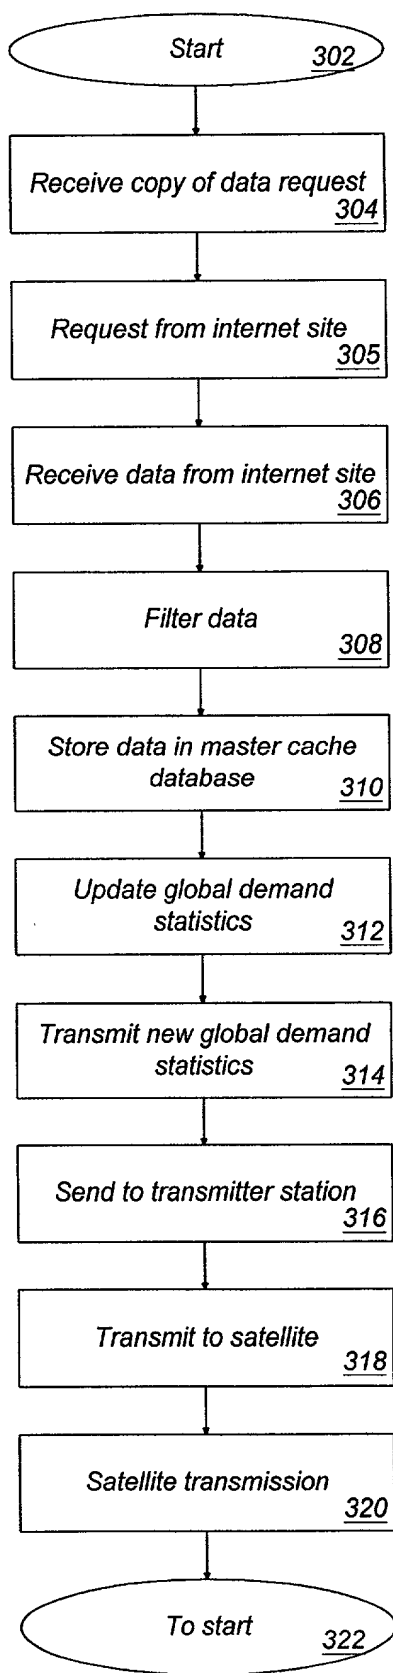 Start
302
Receive copy of data request
304
Request from internet site
305
Receive data from internet site
306
Filter data
308
Store data in master cache
database
310
Update global demand
statistics
312
Transmit new global demand
statistics
314
Send to transmitter station
316
Transmit to satellite
318
Satellite transmission
320
To start
322